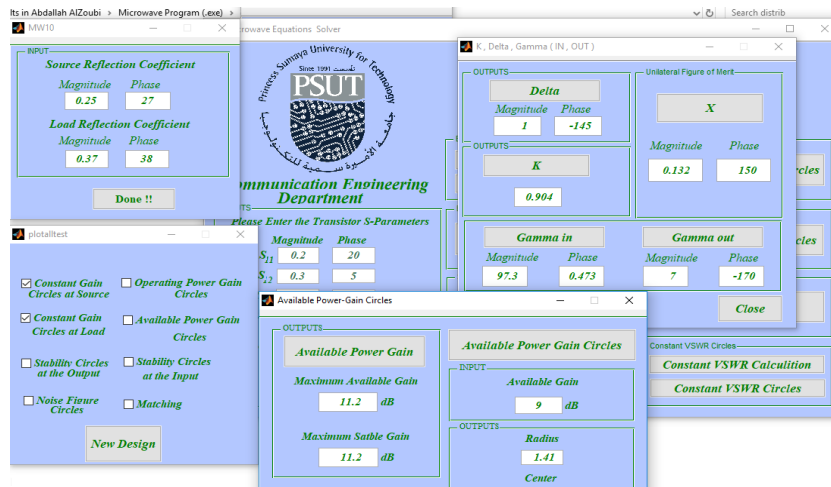 lts in Abdallah AlZoubi > Microwave Program (.exe) >
Search distrib
MW10
INPUT
Source Reflection Coefficient
Magnitude Phase
0.25 27
Load Reflection Coefficient
Magnitude Phase
0.37 38
Done !!
rowave Equations Solver
Princess Sumaya University for Technology
Since 1991
PSUT
ommunication Engineering
Department
Please Enter the Transistor S-Parameters
Magnitude Phase
S11 0.2 20
S12 0.3 5
K , Delta , Gamma ( IN , OUT )
OUTPUTS
Delta
Magnitude Phase
1 -145
OUTPUTS
K
0.904
Unilateral Figure of Merit
X
Magnitude Phase
0.132 150
Gamma in
Magnitude Phase
97.3 0.473
Gamma out
Magnitude Phase
7 -170
Close
rcles
cles
plotalltest
Constant Gain
Circles at Source
Operating Power Gain
Circles
Constant Gain
Circles at Load
Available Power Gain
Circles
Stability Circles
at the Output
Stability Circles
at the Input
Noise Figure
Circles
Matching
New Design
Available Power-Gain Circles
OUTPUTS
Available Power Gain
Maximum Available Gain
11.2 dB
Maximum Satble Gain
11.2 dB
Available Power Gain Circles
INPUT
Available Gain
9 dB
OUTPUTS
Radius
1.41
Center
Constant VSWR Circles
Constant VSWR Calculition
Constant VSWR Circles